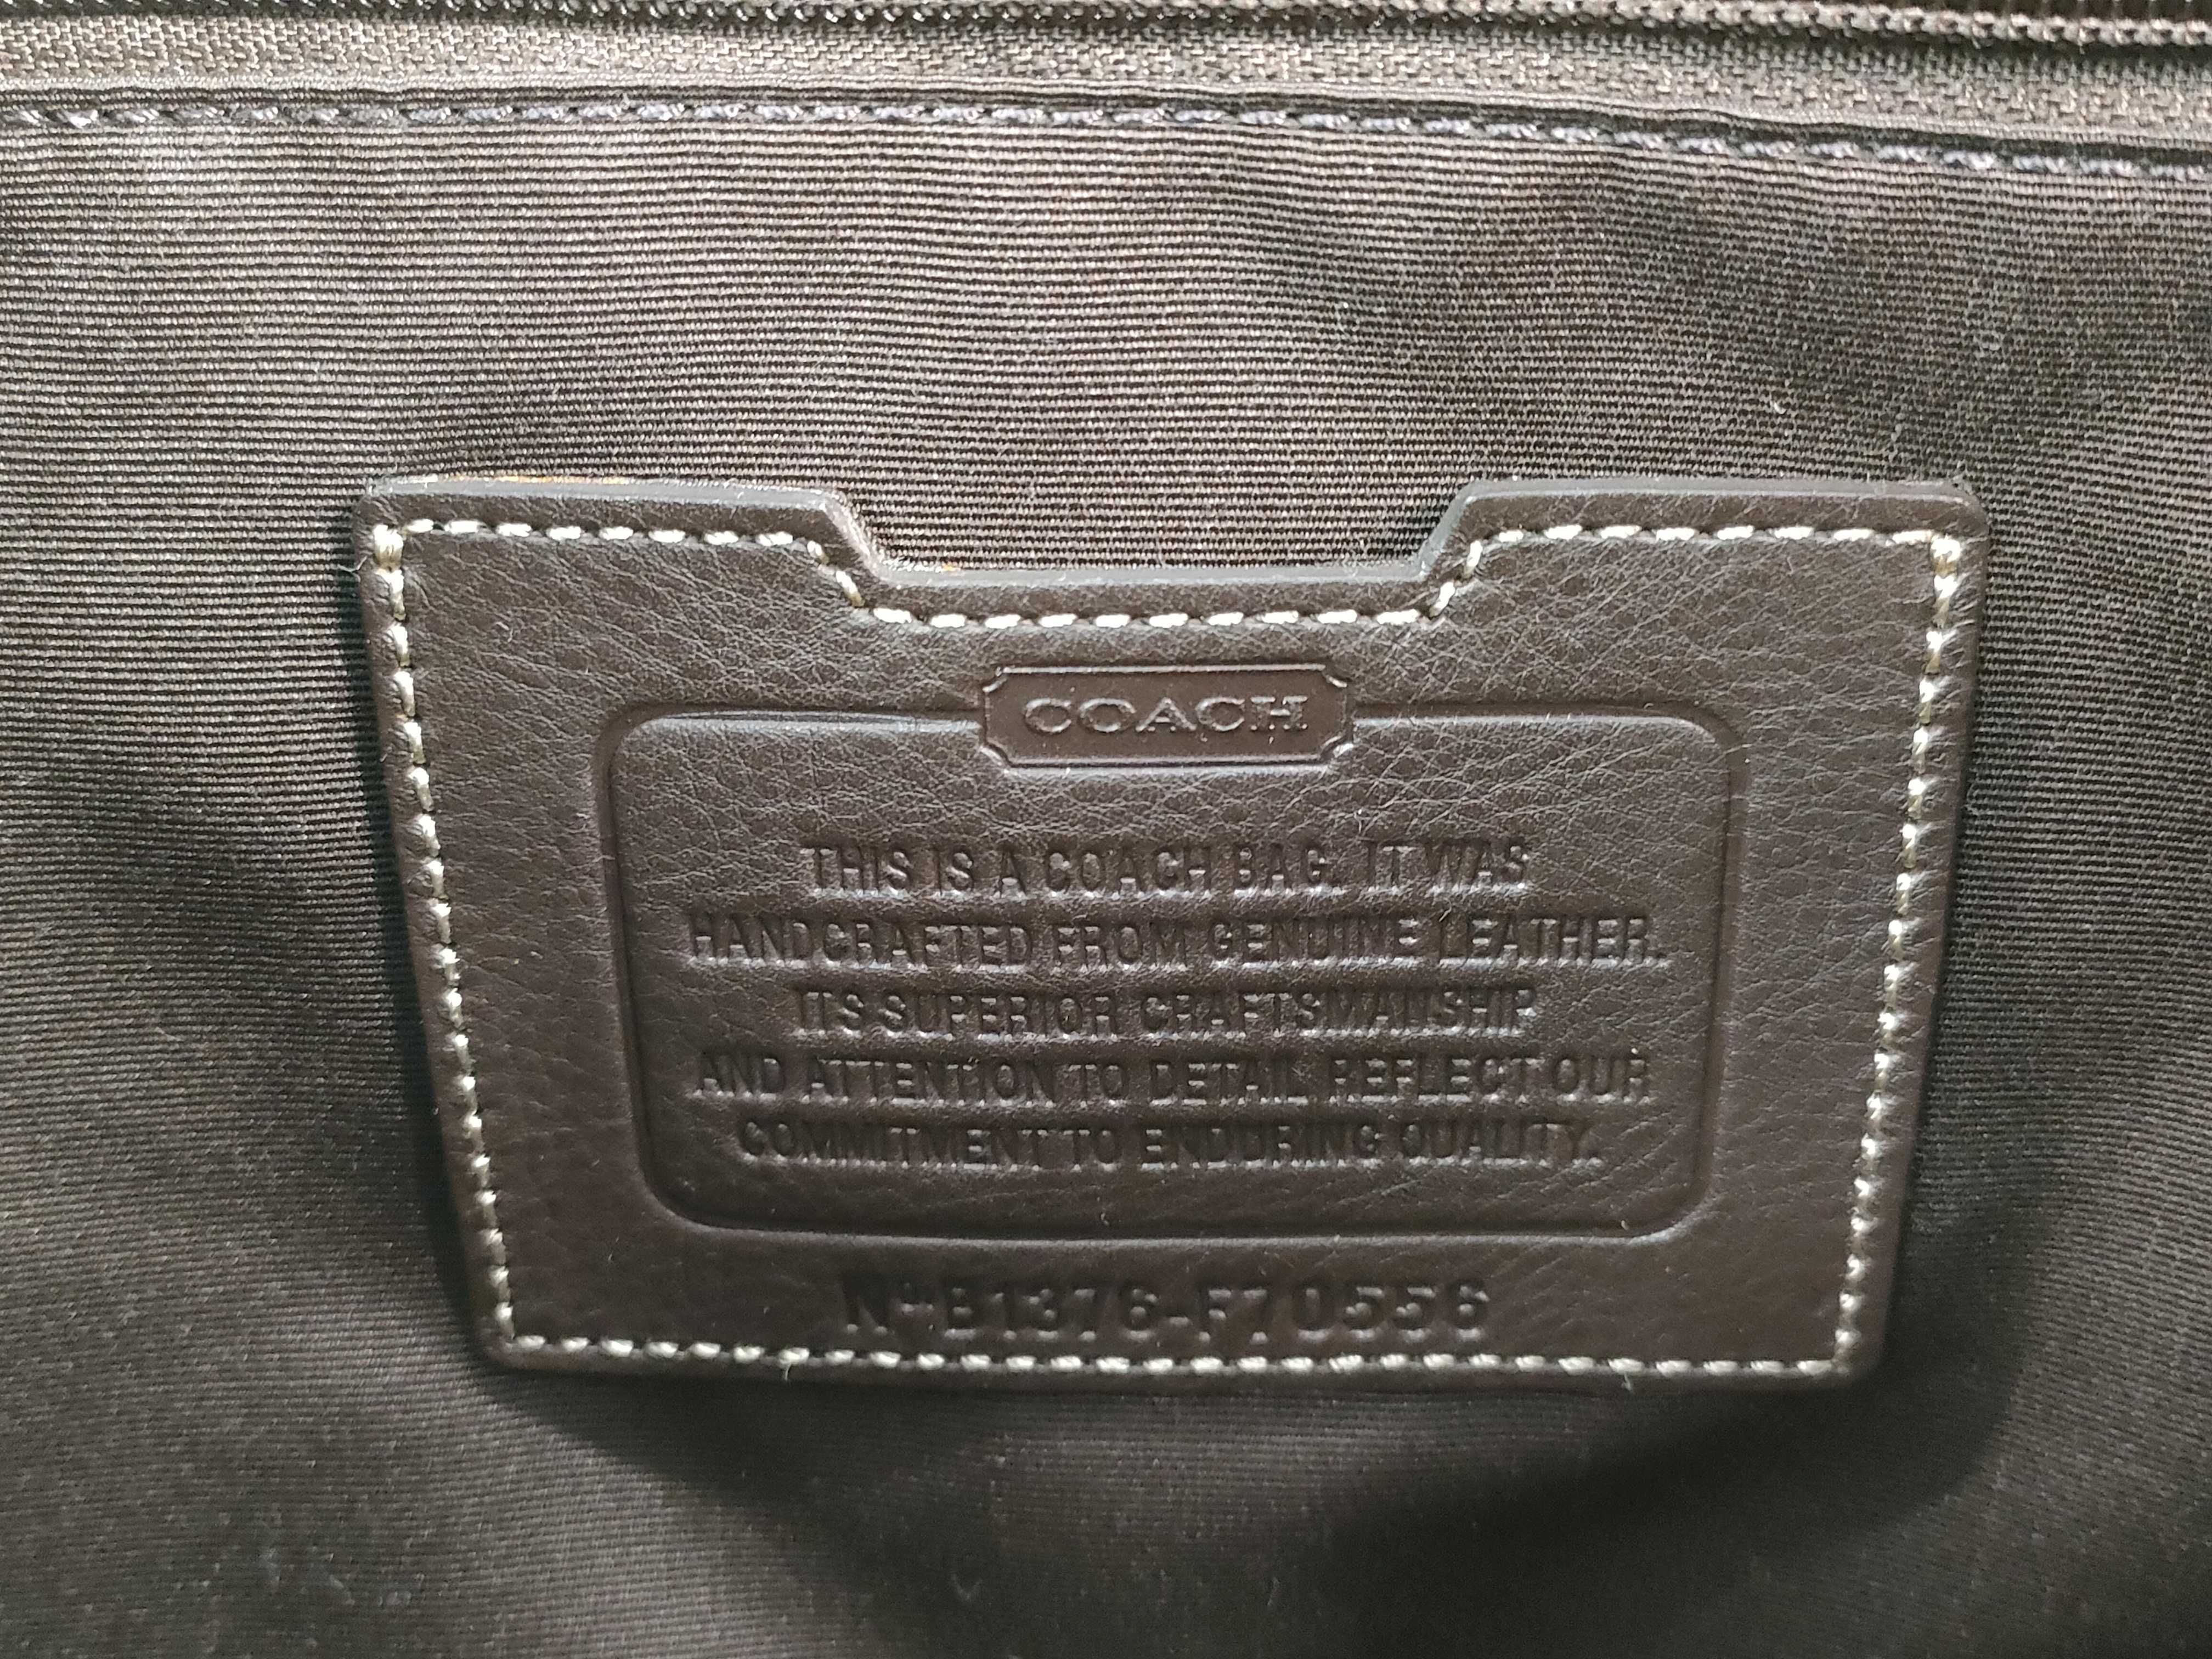 COACH
THIS IS A COACH BAG. IT WAS
HANDCRAFTED FROM GENUINE LEATHER.
ITS SUPERIOR CRAFTSMANSHIP
AND ATTENTION TO DETAIL REFLECT OUR
COMMITMENT TO ENDURING QUALITY.
Nº B1376-F70556